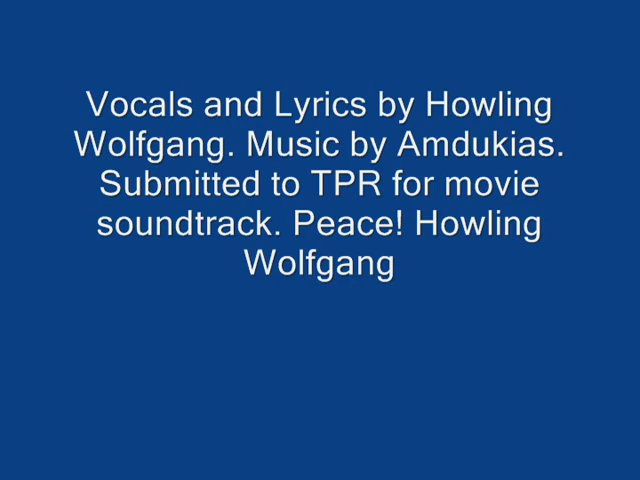 Vocals and Lyrics by Howling
Wolfgang. Music by Amdukias.
Submitted to TPR for movie
soundtrack. Peace! Howling
Wolfgang